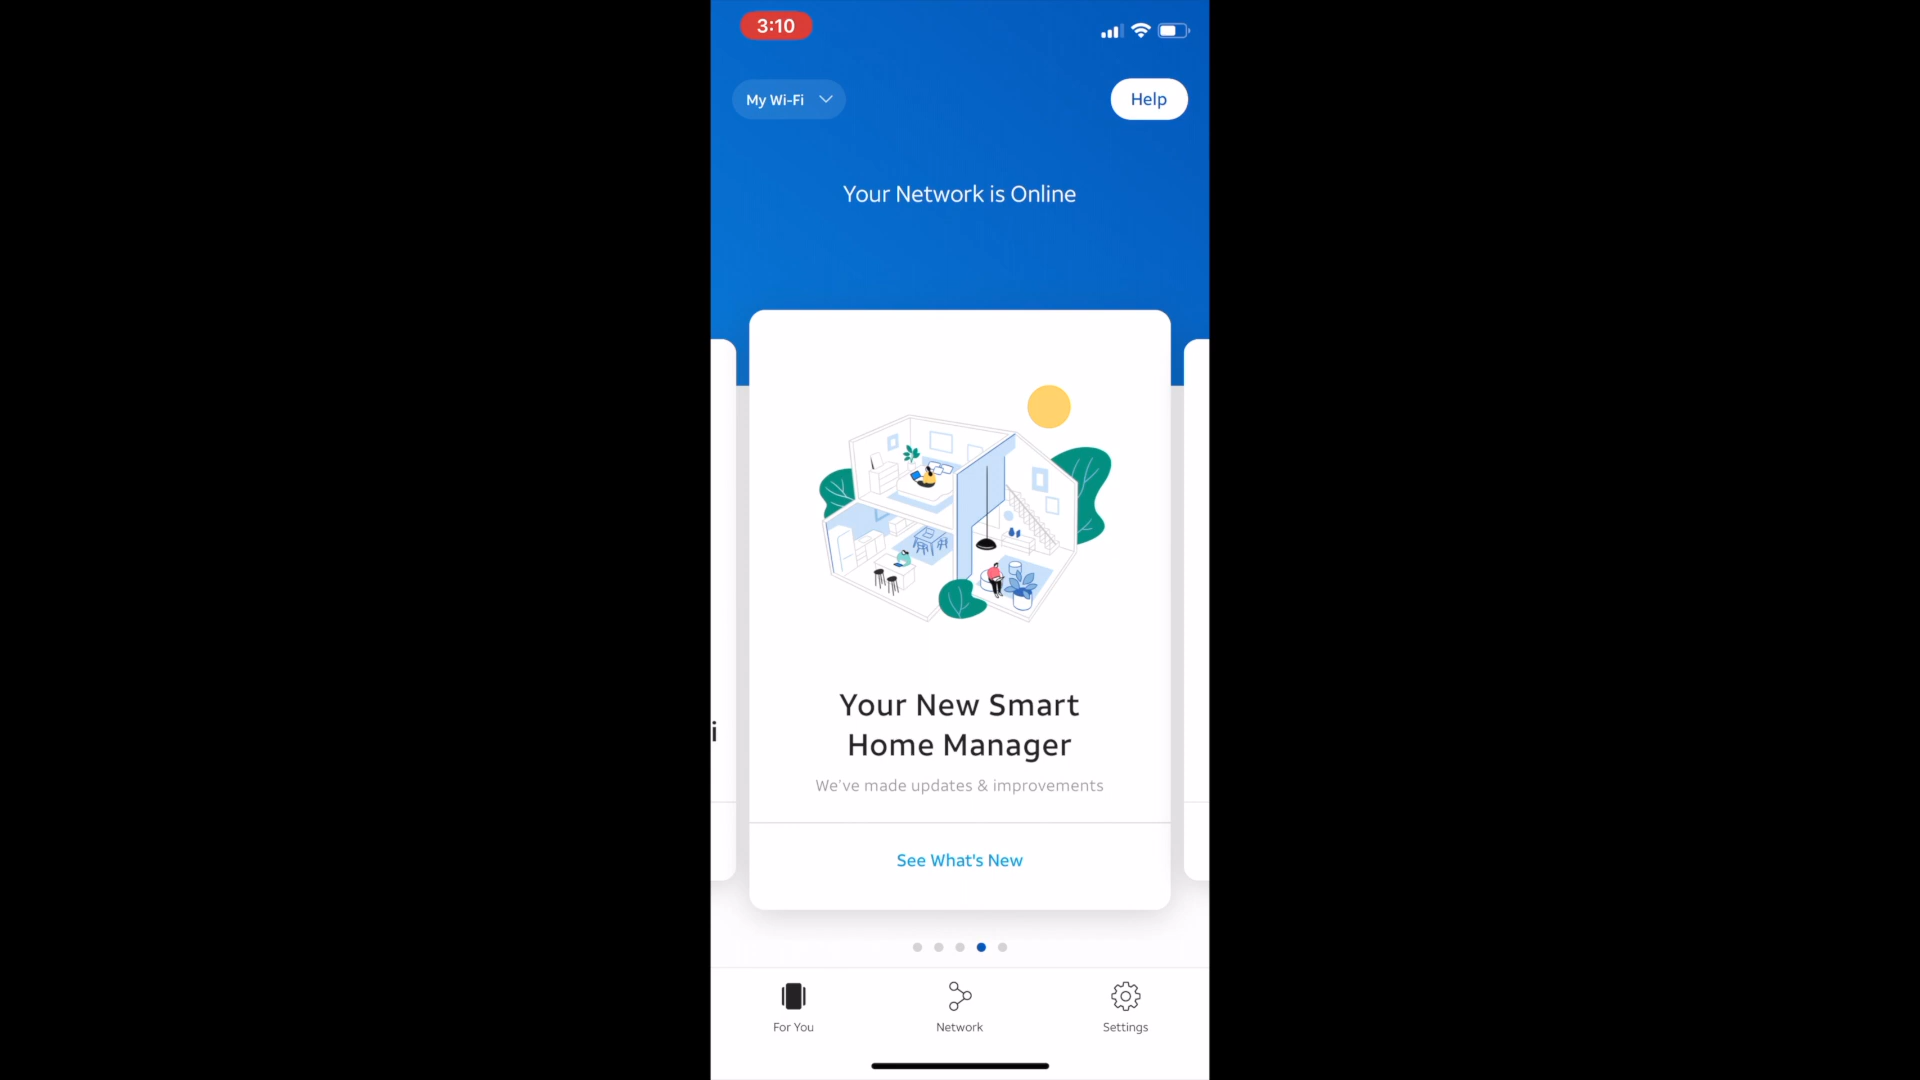 3:10
My Wi-Fi
Help
Your Network is Online
i
Your New Smart
Home Manager
We've made updates & improvements
See What's New
For You
Network
Settings